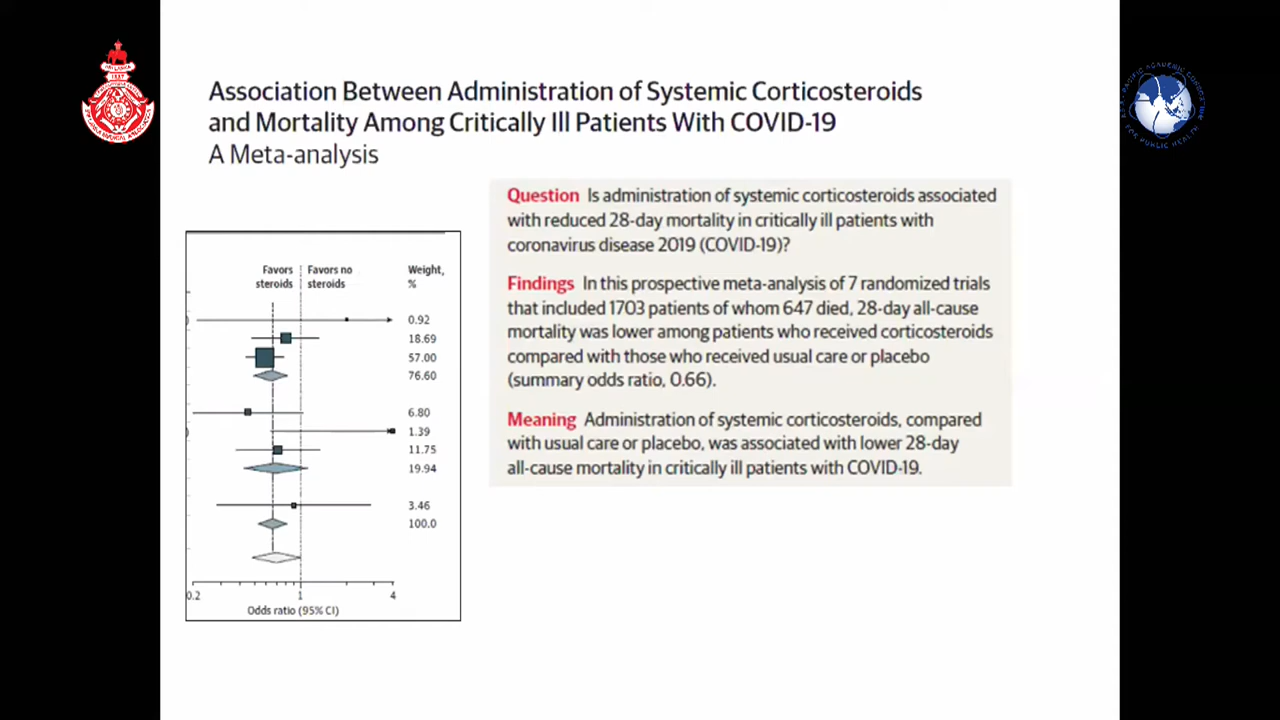 Association Between Administration of Systemic Corticosteroids
and Mortality Among Critically Ill Patients With COVID-19
A Meta-analysis
Question Is administration of systemic corticosteroids associated
with reduced 28-day mortality in critically ill patients with
coronavirus disease 2019 (COVID-19)?
Findings In this prospective meta-analysis of 7 randomized trials
that included 1703 patients of whom 647 died, 28-day all-cause
mortality was lower among patients who received corticosteroids
compared with those who received usual care or placebo
(summary odds ratio, 0.66).
Meaning Administration of systemic corticosteroids, compared
with usual care or placebo, was associated with lower 28-day
all-cause mortality in critically ill patients with COVID-19.
Favors steroids
Favors no steroids
Weight, %
0.92
18.69
57.00
76.60
6.80
1.39
11.75
19.94
3.46
100.0
0.2 1 4
Odds ratio (95% CI)
SRI LANKA
1887
FOR PUBLIC HEALTH